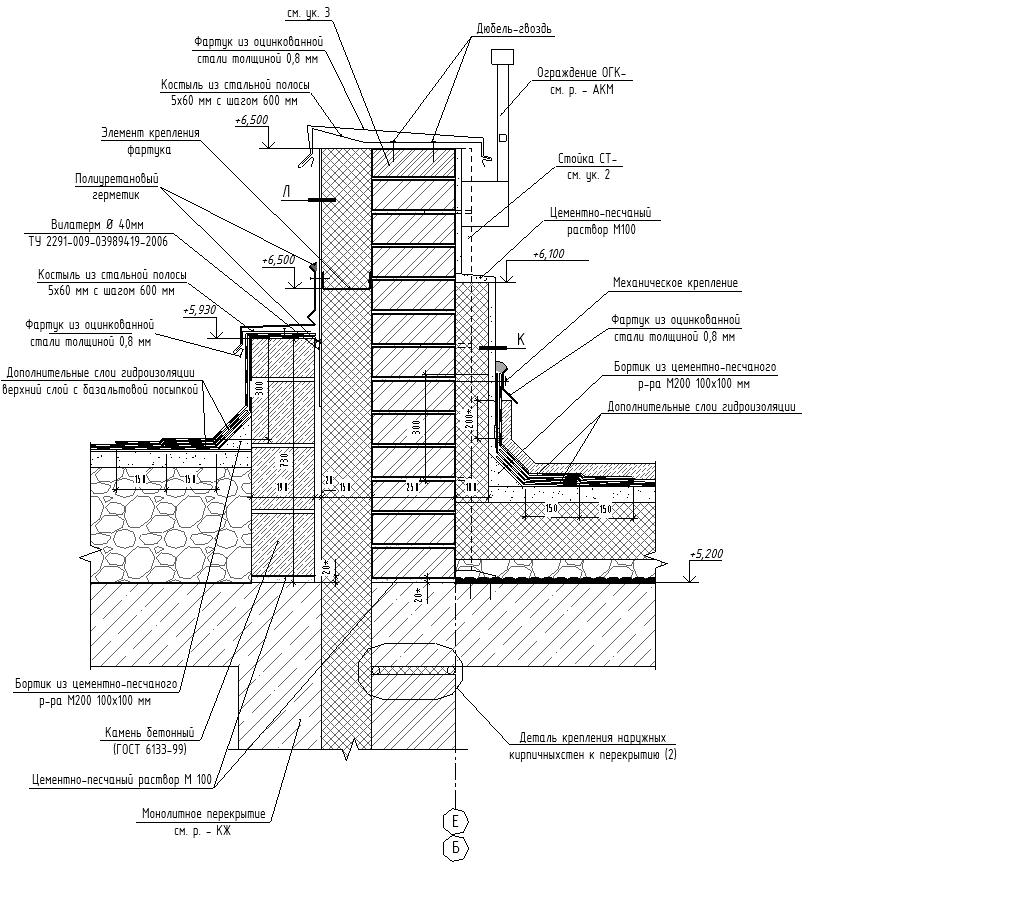 см. ук. 3
Дюбель-гвоздь
Фартук из оцинкованной
стали толщиной 0,8 мм
Ограждение ОГК-
см. р. - АКМ
Костыль из стальной полосы
5х60 мм с шагом 600 мм
+6,500
Элемент крепления
фартука
Стойка СТ-
см. ук. 2
Полиуретановый
герметик
Л
Цементно-песчаный
раствор М100
Вилатерм Ø 40мм
ТУ 2291-009-03989419-2006
+6,500
+6,100
Костыль из стальной полосы
5х60 мм с шагом 600 мм
Механическое крепление
+5,930
Фартук из оцинкованной
стали толщиной 0,8 мм
Фартук из оцинкованной
стали толщиной 0,8 мм
К
Бортик из цементно-песчаного
р-ра М200 100х100 мм
Дополнительные слои гидроизоляции
верхний слой с базальтовой посыпкой
Дополнительные слои гидроизоляции
300
300
200*
730
150
150
190
20
150
250
100
150
150
20*
20*
+5,200
Бортик из цементно-песчаного
р-ра М200 100х100 мм
Камень бетонный
(ГОСТ 6133-99)
Деталь крепления наружных
кирпичныхстен к перекрытию (2)
Цементно-песчаный раствор М 100
Монолитное перекрытие
см. р. - КЖ
Е
Б